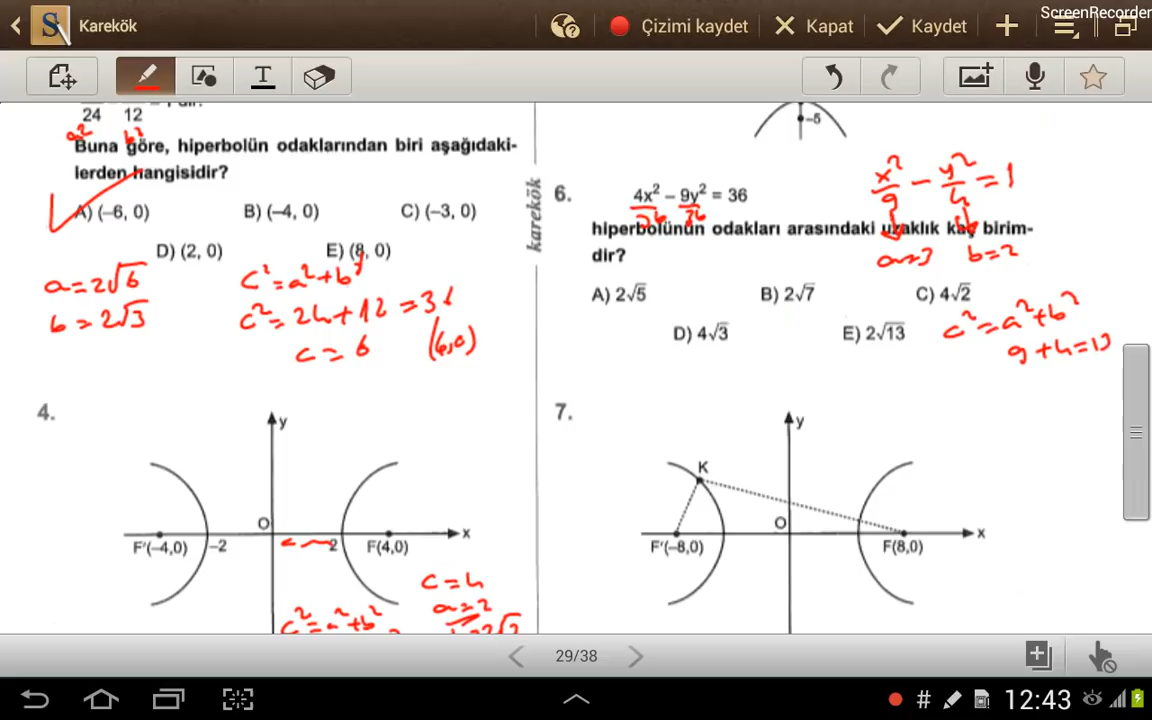 ScreenRecorder
Karekök
Çizimi kaydet
Kapat
Kaydet
T
24 12
a² b²
Buna göre, hiperbolün odaklarından biri aşağıdaki-
lerden hangisidir?
A) (–6, 0) B) (–4, 0) C) (–3, 0)
D) (2, 0) E) (8, 0)
a = 2√6
b = 2√3
c² = a² + b²
c² = 24 + 12 = 36
c = 6 (6,0)
4.
y
O
x
F'(–4,0) –2 2 F(4,0)
c = 4
a = 2
c² = a² + b²
karekök
–5
6. 4x² – 9y² = 36
36 36
x²/9 – y²/4 = 1
hiperbolünün odakları arasındaki uzaklık kaç birim-
dir?
a = 3 b = 2
A) 2√5 B) 2√7 C) 4√2
D) 4√3 E) 2√13
c² = a² + b²
9 + 4 = 13
7.
y
K
O
x
F'(–8,0) F(8,0)
29/38
12:43